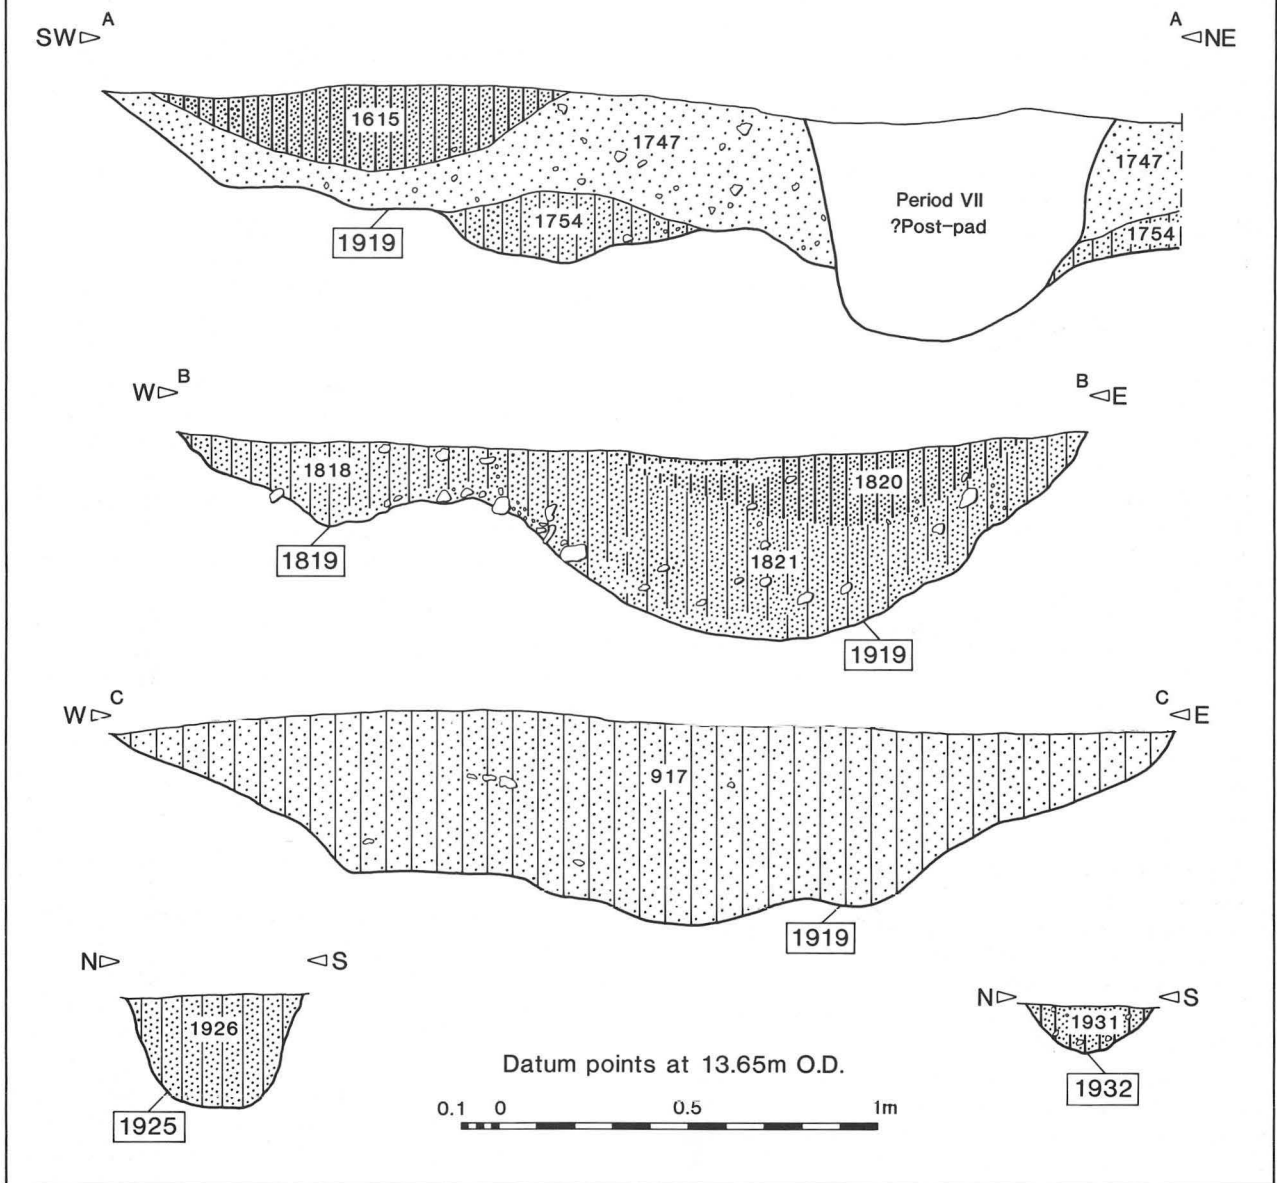 A A
SW NE
1615
1747
1747
Period VII
?Post-pad
1754
1754
1919
B B
W E
1818
1820
1819
1821
1919
C C
W E
917
1919
N S
N S
1926
1931
Datum points at 13.65m O.D.
1932
0.1 0 0.5 1m
1925